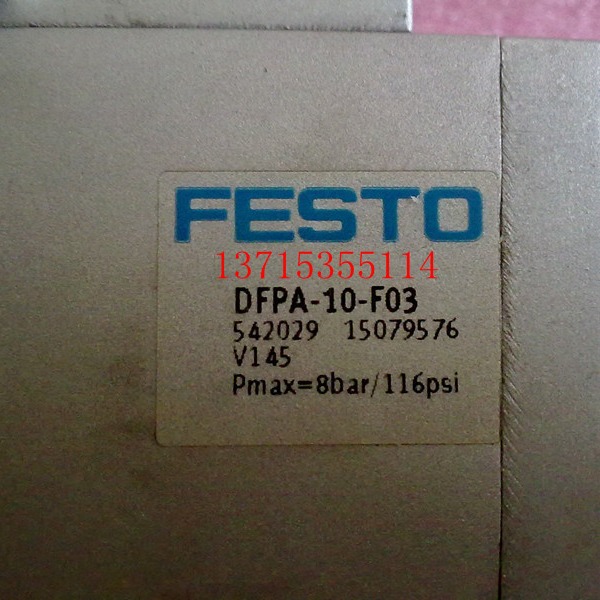 FESTO
13715355114
DFPA-10-F03
542029 15079576
V145
Pmax=8bar/116psi